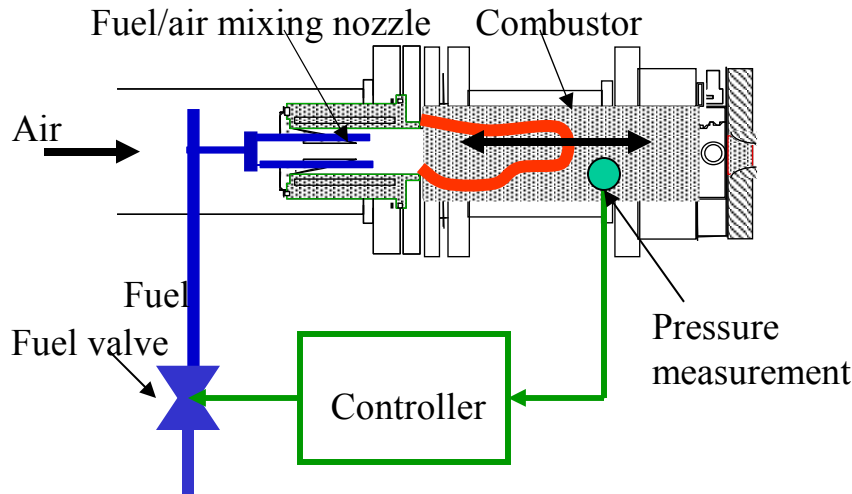 Fuel/air mixing nozzle
Combustor
Air
Fuel
Fuel valve
Controller
Pressure
measurement